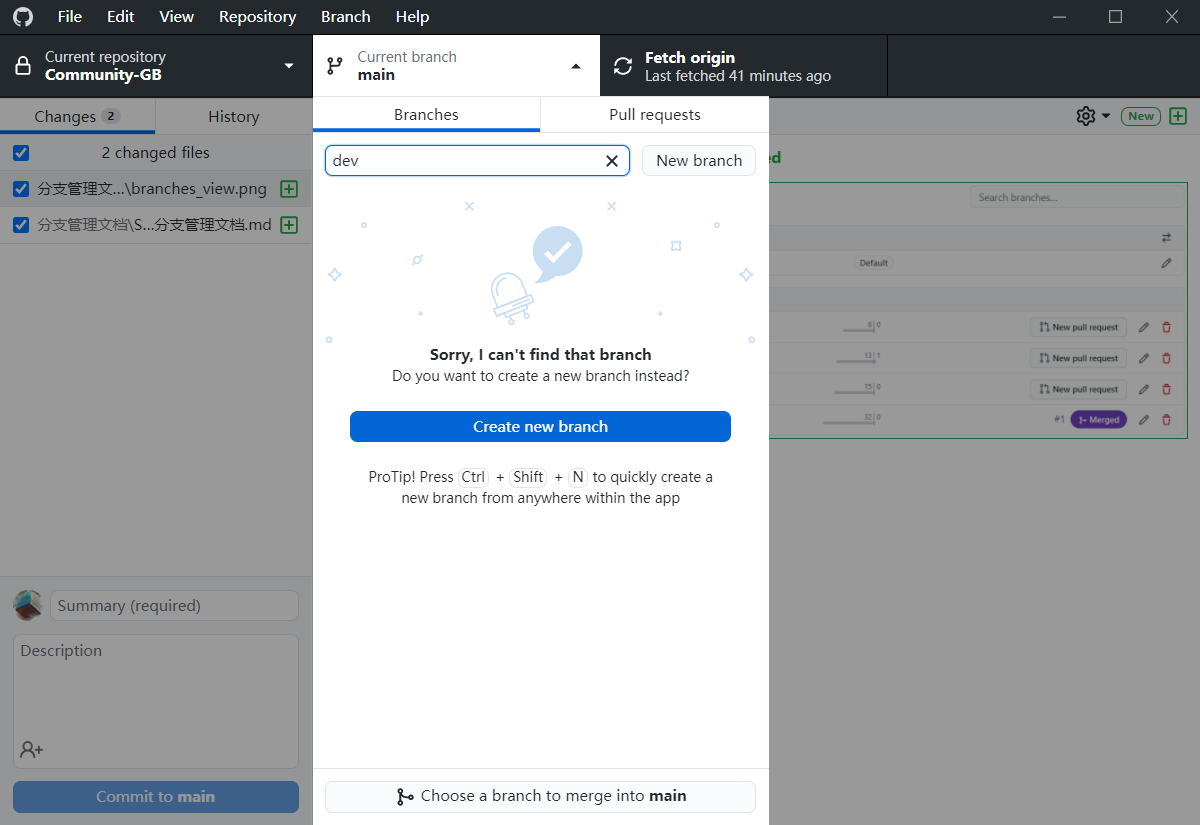 File Edit View Repository Branch Help
Current repository
Community-GB
Current branch
main
Fetch origin
Last fetched 41 minutes ago
Changes 2
History
2 changed files
分支管理文...\branches_view.png
分支管理文档\S...分支管理文档.md
Summary (required)
Description
Commit to main
Branches
Pull requests
dev
New branch
Sorry, I can't find that branch
Do you want to create a new branch instead?
Create new branch
ProTip! Press Ctrl + Shift + N to quickly create a
new branch from anywhere within the app
Choose a branch to merge into main
New
Search branches...
Default
8|0 New pull request
13|1 New pull request
15|0 New pull request
32|0 #1 Merged